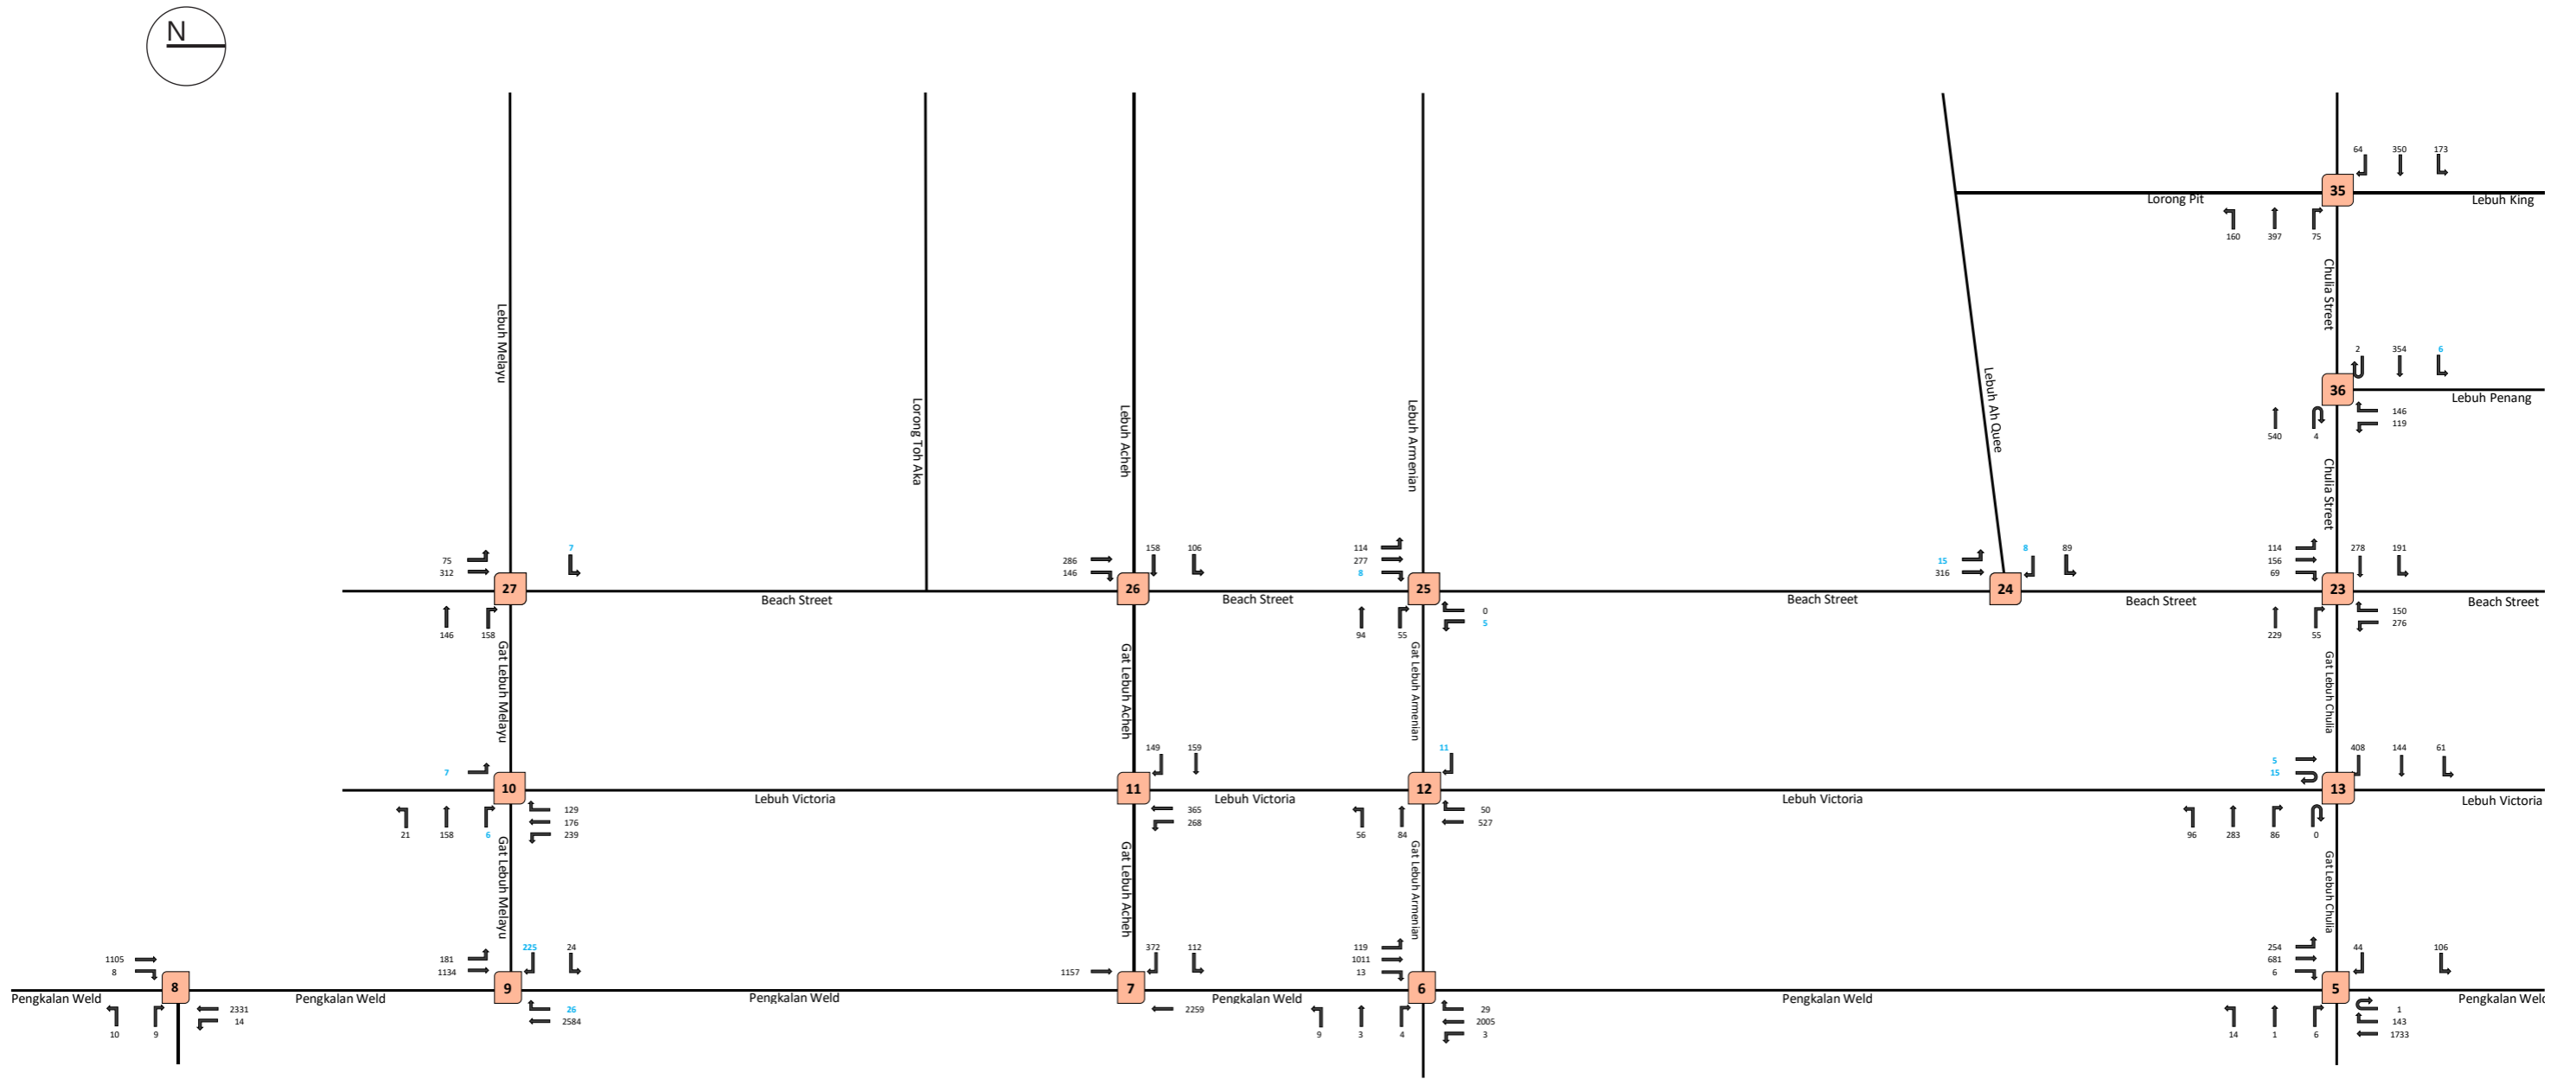 N
64 350 173
35
Lorong Pit
Lebuh King
160 397 75
Chulia Street
Lebuh Melayu
2 354 6
36
Lebuh Penang
146
119
540 4
Lorong Toh Aka
Lebuh Acheh
Lebuh Armenian
Lebuh Ah Quee
Chulia Street
75
312
7
27
146 158
Beach Street
286
146
158 106
26
Beach Street
114
277
8
25
0
5
94 55
Beach Street
15
316
8 89
24
Beach Street
114
156
69
278 191
23
150
276
229 55
Beach Street
Gat Lebuh Melayu
Gat Lebuh Acheh
Gat Lebuh Armenian
Gat Lebuh Chulia
7
10
129
176
239
21 158 6
Lebuh Victoria
149 159
11
365
268
Lebuh Victoria
11
12
50
527
56 84
Lebuh Victoria
5
15
408 144 61
13
96 283 86 0
Lebuh Victoria
Gat Lebuh Melayu
Gat Lebuh Acheh
Gat Lebuh Armenian
Gat Lebuh Chulia
1105
8
8
Pengkalan Weld
2331
14
10 9
Pengkalan Weld
181
1134
225 24
9
26
2584
Pengkalan Weld
1157
372 112
7
2259
Pengkalan Weld
119
1011
13
6
29
2005
3
9 3 4
Pengkalan Weld
254
681
6
44 106
5
1
143
1733
14 1 6
Pengkalan Weld